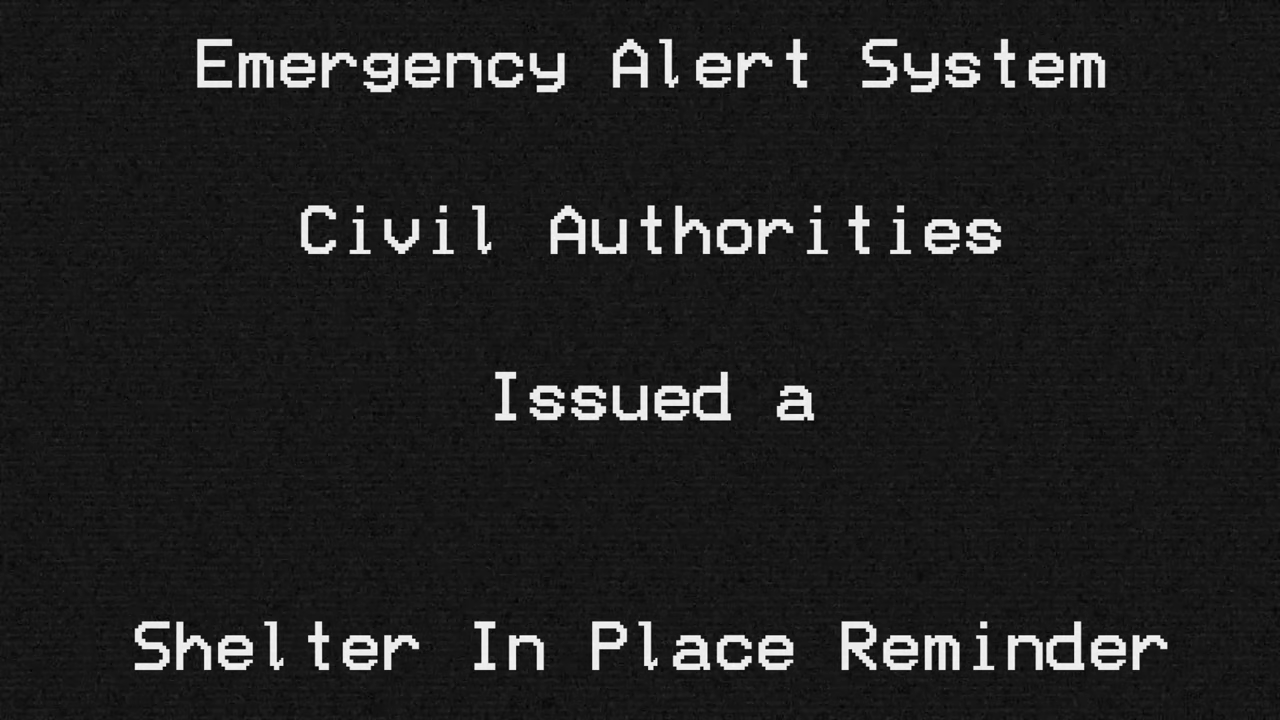 Emergency Alert System
Civil Authorities
Issued a
Shelter In Place Reminder